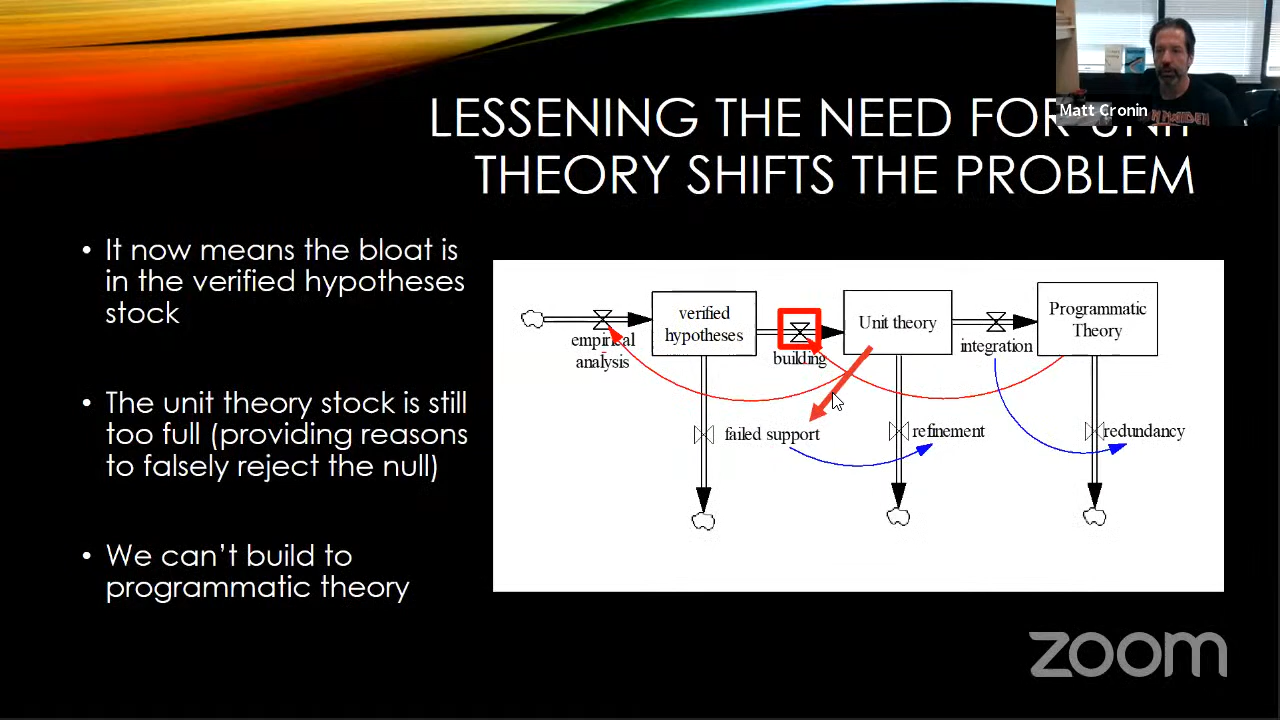 Matt Cronin
LESSENING THE NEED FOR UNIT
THEORY SHIFTS THE PROBLEM
• It now means the bloat is
in the verified hypotheses
stock
• The unit theory stock is still
too full (providing reasons
to falsely reject the null)
• We can’t build to
programmatic theory
verified
hypotheses
Unit theory
Programmatic
Theory
empirical
analysis
building
integration
failed support
refinement
redundancy
zoom